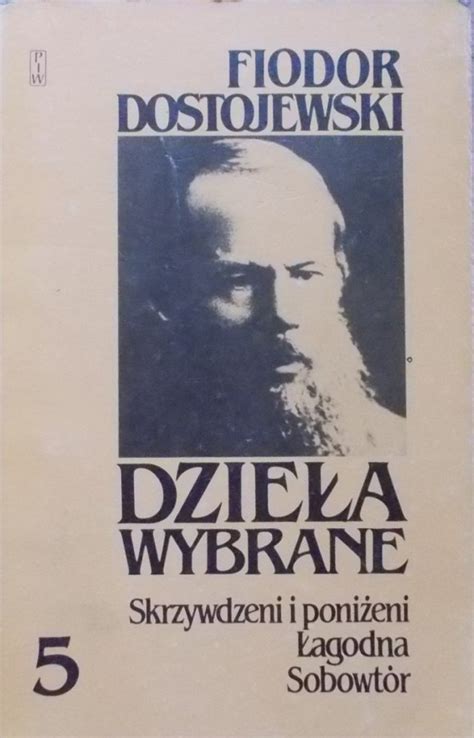 PIW
FIODOR
DOSTOJEWSKI
DZIEŁA
WYBRANE
Skrzywdzeni i poniżeni
Łagodna
Sobowtór
5